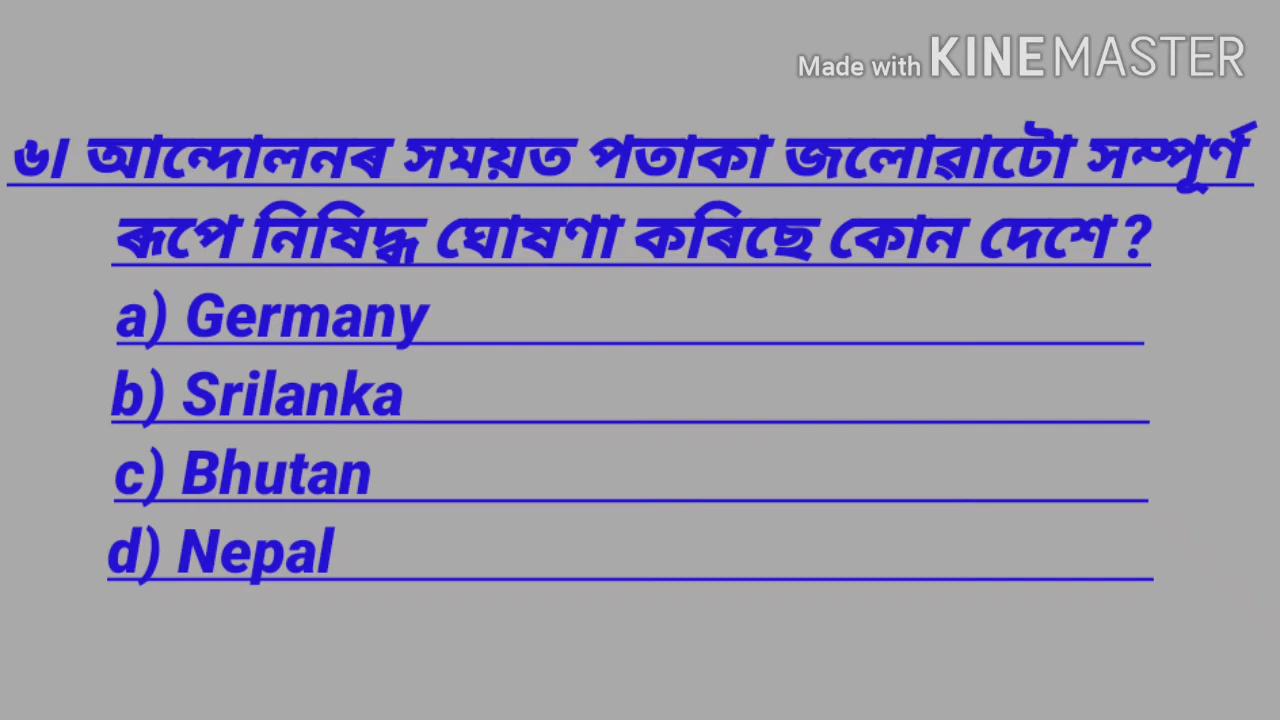 Made with KINEMASTER
৬। আন্দোলনৰ সময়ত পতাকা জলোৱাটো সম্পূৰ্ণ
ৰূপে নিষিদ্ধ ঘোষণা কৰিছে কোন দেশে?
a) Germany
b) Srilanka
c) Bhutan
d) Nepal